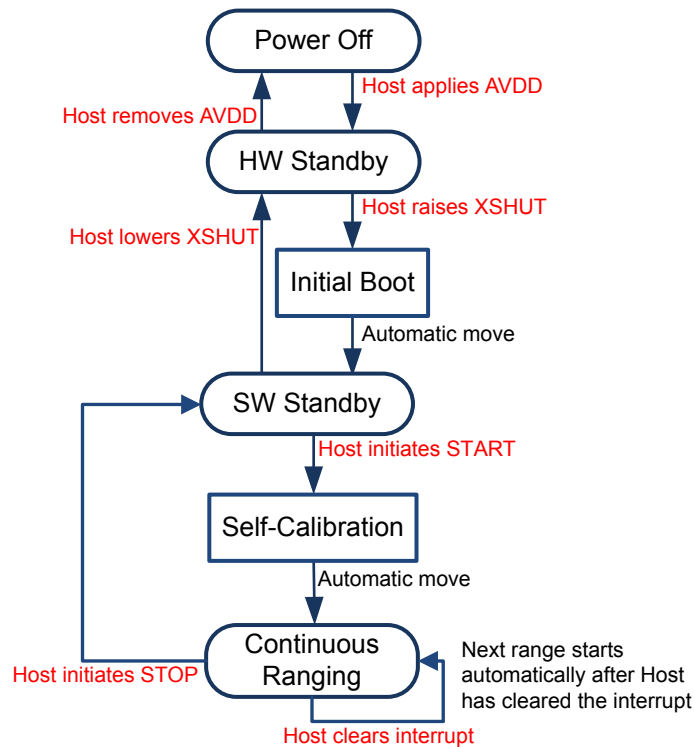 Power Off
Host applies AVDD
Host removes AVDD
HW Standby
Host raises XSHUT
Host lowers XSHUT
Initial Boot
Automatic move
SW Standby
Host initiates START
Self-Calibration
Automatic move
Continuous
Ranging
Next range starts
automatically after Host
has cleared the interrupt
Host initiates STOP
Host clears interrupt